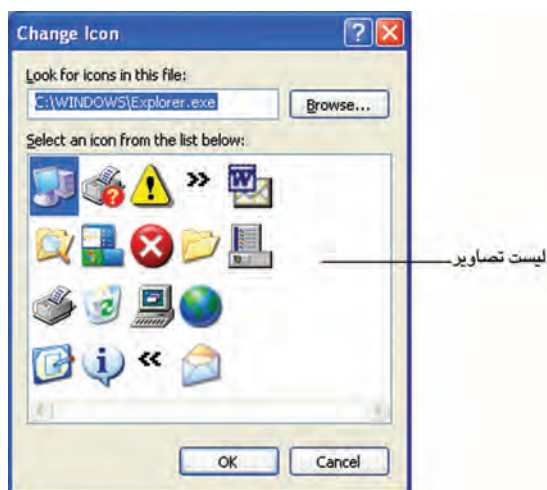 Change Icon
Look for icons in this file:
C:\WINDOWS\Explorer.exe
Browse...
Select an icon from the list below:
لیست تصاویر
OK
Cancel